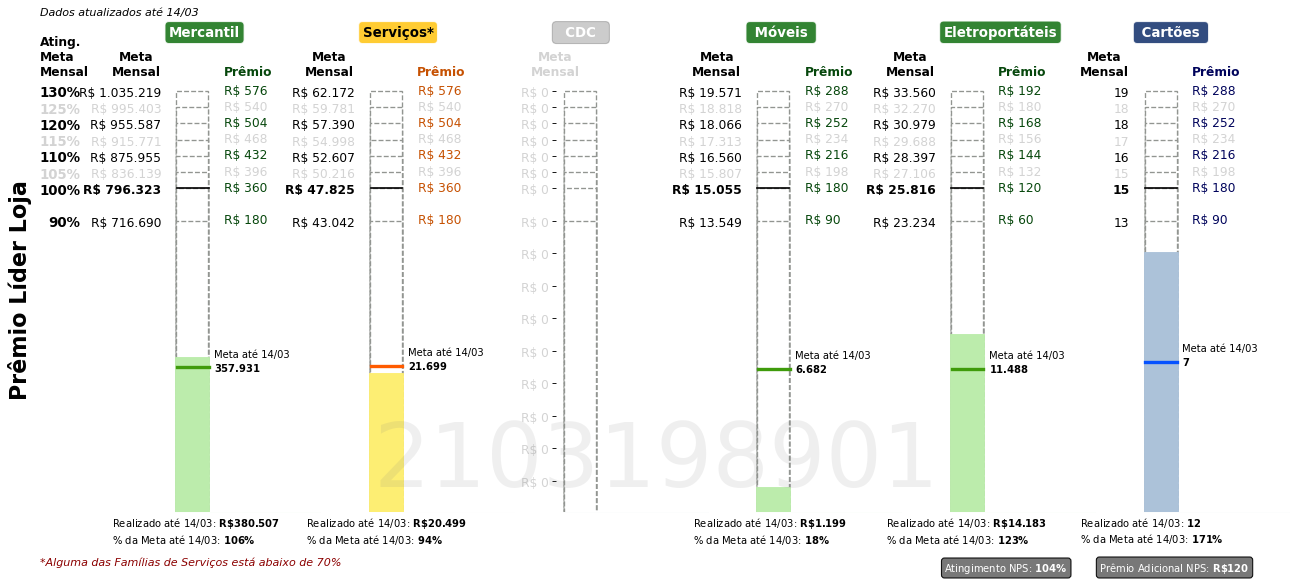 Dados atualizados até 14/03
Mercantil Serviços* CDC Móveis Eletroportáteis Cartões
Ating. Meta Mensal Meta Mensal Prêmio Meta Mensal Prêmio Meta Mensal Meta Mensal Prêmio Meta Mensal Prêmio Meta Mensal Prêmio
130% R$ 1.035.219 R$ 576 R$ 62.172 R$ 576 R$ 0 R$ 19.571 R$ 288 R$ 33.560 R$ 192 19 R$ 288
125% R$ 995.403 R$ 540 R$ 59.781 R$ 540 R$ 0 R$ 18.818 R$ 270 R$ 32.270 R$ 180 18 R$ 270
120% R$ 955.587 R$ 504 R$ 57.390 R$ 504 R$ 0 R$ 18.066 R$ 252 R$ 30.979 R$ 168 18 R$ 252
115% R$ 915.771 R$ 468 R$ 54.998 R$ 468 R$ 0 R$ 17.313 R$ 234 R$ 29.688 R$ 156 17 R$ 234
110% R$ 875.955 R$ 432 R$ 52.607 R$ 432 R$ 0 R$ 16.560 R$ 216 R$ 28.397 R$ 144 16 R$ 216
105% R$ 836.139 R$ 396 R$ 50.216 R$ 396 R$ 0 R$ 15.807 R$ 198 R$ 27.106 R$ 132 15 R$ 198
100% R$ 796.323 R$ 360 R$ 47.825 R$ 360 R$ 0 R$ 15.055 R$ 180 R$ 25.816 R$ 120 15 R$ 180
90% R$ 716.690 R$ 180 R$ 43.042 R$ 180 R$ 0 R$ 13.549 R$ 90 R$ 23.234 R$ 60 13 R$ 90
R$ 0
R$ 0
R$ 0
R$ 0
R$ 0
R$ 0
R$ 0
R$ 0
Prêmio Líder Loja
Meta até 14/03 Meta até 14/03 Meta até 14/03 Meta até 14/03 Meta até 14/03
357.931 21.699 6.682 11.488 7
2103198901
Realizado até 14/03: R$380.507 Realizado até 14/03: R$20.499 Realizado até 14/03: R$1.199 Realizado até 14/03: R$14.183 Realizado até 14/03: 12
% da Meta até 14/03: 106% % da Meta até 14/03: 94% % da Meta até 14/03: 18% % da Meta até 14/03: 123% % da Meta até 14/03: 171%
*Alguma das Famílias de Serviços está abaixo de 70% Atingimento NPS: 104% Prêmio Adicional NPS: R$120